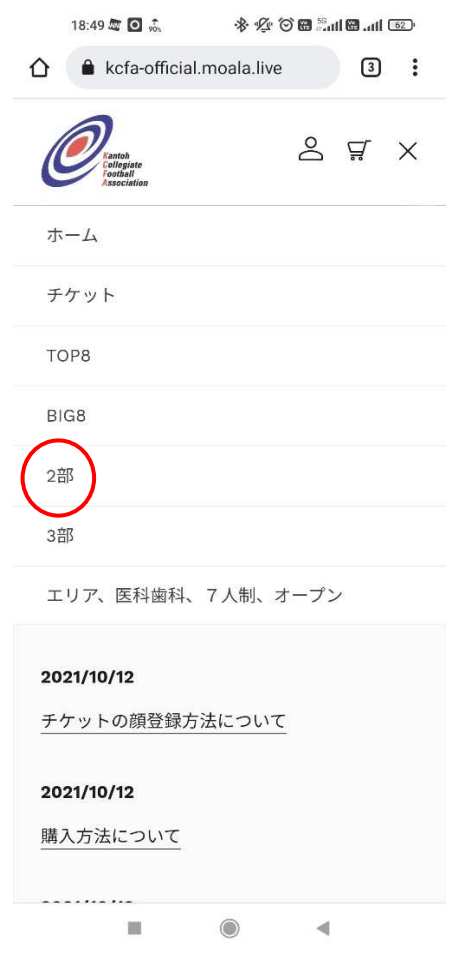 18:49
90%
5G
62
kcfa-official.moala.live
3
Kantoh
Collegiate
Football
Association
ホーム
チケット
TOP8
BIG8
2部
3部
エリア、医科歯科、７人制、オープン
2021/10/12
チケットの顔登録方法について
2021/10/12
購入方法について